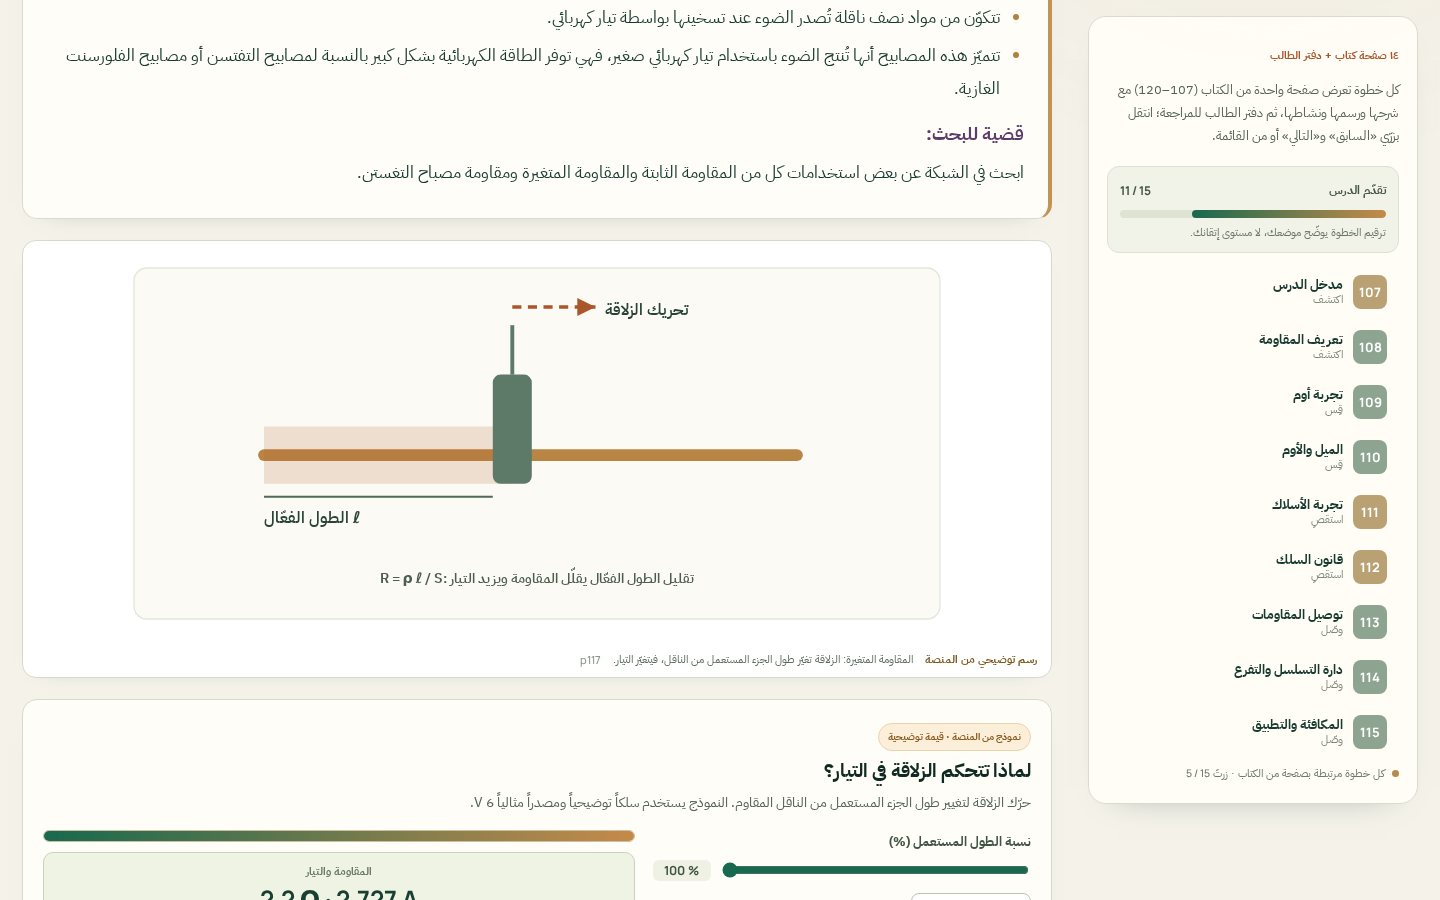 ١٤ صفحة كتاب + دفتر الطالب
كل خطوة تعرض صفحة واحدة من الكتاب (107–120) مع
شرحها ورسمها ونشاطها، ثم دفتر الطالب للمراجعة؛ انتقل
بزرّي «السابق» و«التالي» أو من القائمة.
تقدّم الدرس
11 / 15
ترقيم الخطوة يوضّح موضعك، لا مستوى إتقانك.
107
مدخل الدرس
اكتشف
108
تعريف المقاومة
اكتشف
109
تجربة أوم
قِس
110
الميل والأوم
قِس
111
تجربة الأسلاك
استقصِ
112
قانون السلك
استقصِ
113
توصيل المقاومات
وصّل
114
دارة التسلسل والتفرع
وصّل
115
المكافئة والتطبيق
وصّل
كل خطوة مرتبطة بصفحة من الكتاب · زرتَ 15 / 5
تتكوّن من مواد نصف ناقلة تُصدر الضوء عند تسخينها بواسطة تيار كهربائي.
تتميّز هذه المصابيح أنها تُنتج الضوء باستخدام تيار كهربائي صغير، فهي توفر الطاقة الكهربائية بشكل كبير بالنسبة لمصابيح التفتسن أو مصابيح الفلورسنت
الغازية.
قضية للبحث:
ابحث في الشبكة عن بعض استخدامات كل من المقاومة الثابتة والمقاومة المتغيرة ومقاومة مصباح التغستن.
تحريك الزلاقة
الطول الفعّال ℓ
تقليل الطول الفعّال يقلّل المقاومة ويزيد التيار: R = ρ ℓ / S
رسم توضيحي من المنصة
المقاومة المتغيرة: الزلاقة تغيّر طول الجزء المستعمل من الناقل، فيتغيّر التيار.
p117
نموذج من المنصة · قيمة توضيحية
لماذا تتحكم الزلاقة في التيار؟
حرّك الزلاقة لتغيير طول الجزء المستعمل من الناقل المقاوم. النموذج يستخدم سلكاً توضيحياً ومصدراً مثالياً 6 V.
نسبة الطول المستعمل (%)
100 %
المقاومة والتيار
2.2 Ω · 2.727 A